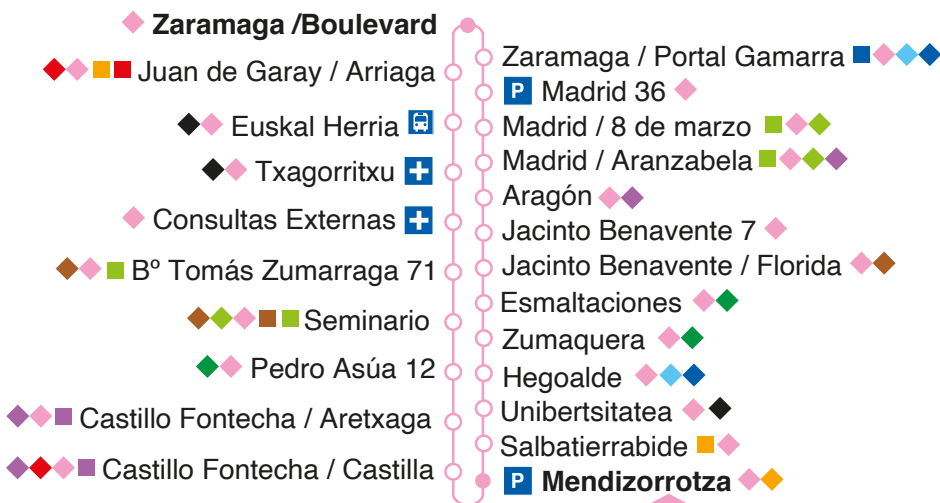 Zaramaga /Boulevard
Juan de Garay / Arriaga
Euskal Herria
Txagorritxu
Consultas Externas
Bº Tomás Zumarraga 71
Seminario
Pedro Asúa 12
Castillo Fontecha / Aretxaga
Castillo Fontecha / Castilla
Zaramaga / Portal Gamarra
P Madrid 36
Madrid / 8 de marzo
Madrid / Aranzabela
Aragón
Jacinto Benavente 7
Jacinto Benavente / Florida
Esmaltaciones
Zumaquera
Hegoalde
Unibertsitatea
Salbatierrabide
P Mendizorrotza